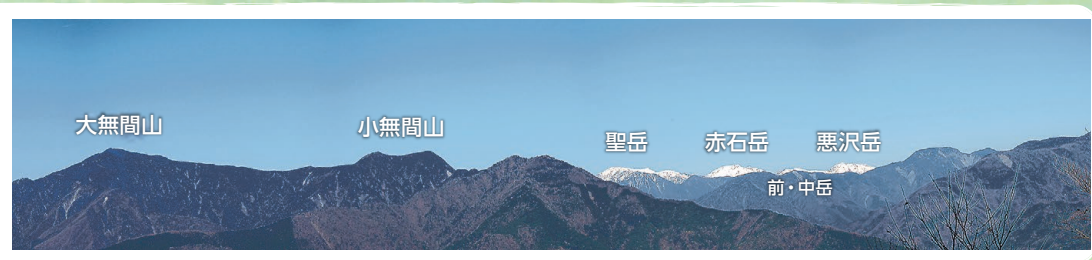 大無間山
小無間山
聖岳
赤石岳
悪沢岳
前・中岳